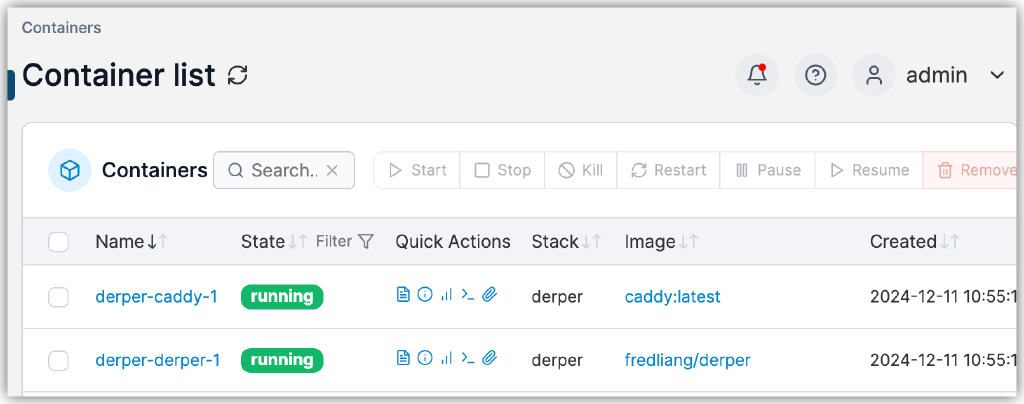 Containers
Container list
admin
Containers Search.. Start Stop Kill Restart Pause Resume Remove
Name State Filter Quick Actions Stack Image Created
derper-caddy-1 running derper caddy:latest 2024-12-11 10:55:1
derper-derper-1 running derper fredliang/derper 2024-12-11 10:55:1